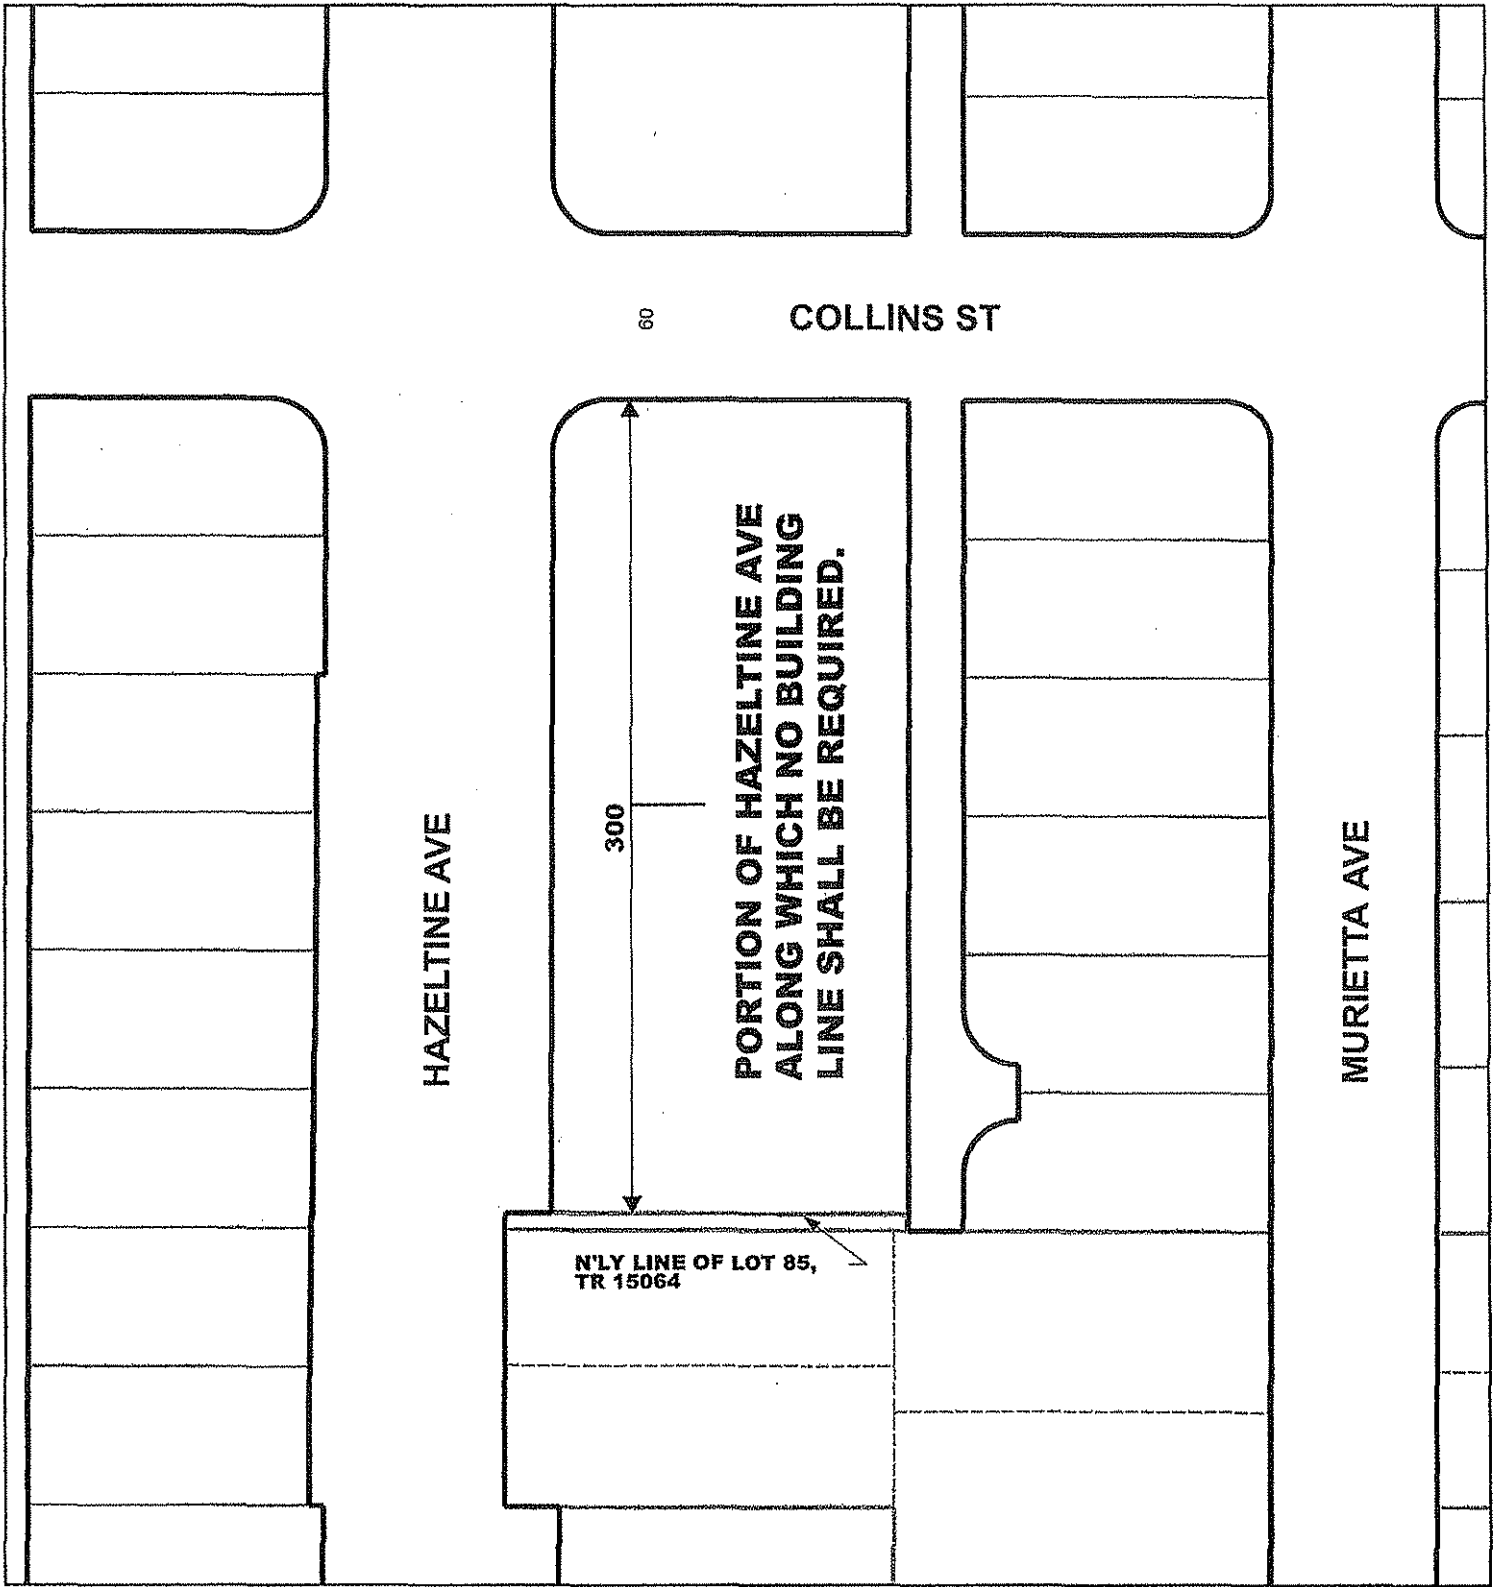 60
COLLINS ST
HAZELTINE AVE
300
PORTION OF HAZELTINE AVE
ALONG WHICH NO BUILDING
LINE SHALL BE REQUIRED.
MURIETTA AVE
N'LY LINE OF LOT 85,
TR 15064